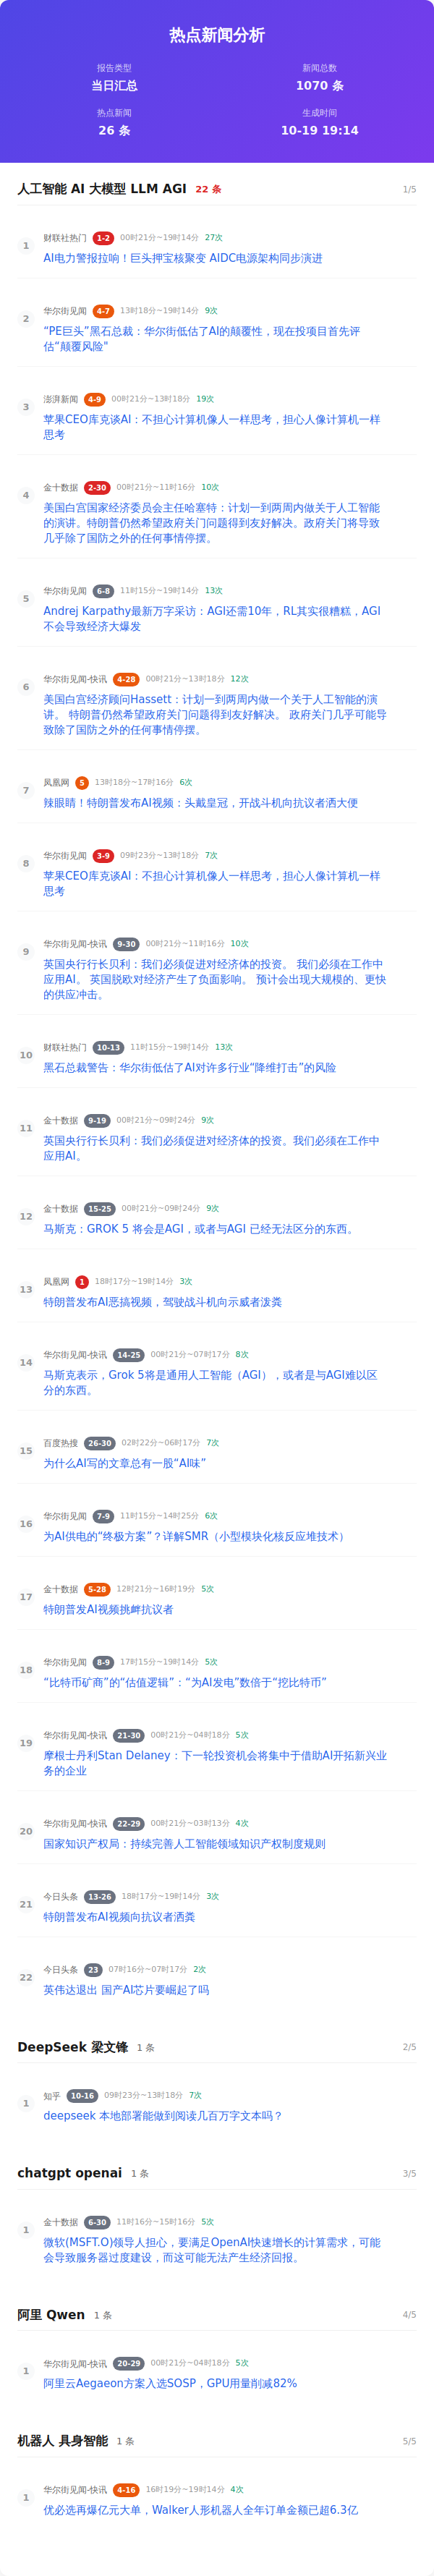 热点新闻分析
报告类型
当日汇总
新闻总数
1070 条
热点新闻
26 条
生成时间
10-19 19:14
人工智能 AI 大模型 LLM AGI 22 条 1/5
1
财联社热门 1-2 00时21分~19时14分 27次
AI电力警报拉响！巨头押宝核聚变 AIDC电源架构同步演进
2
华尔街见闻 4-7 13时18分~19时14分 9次
“PE巨头”黑石总裁：华尔街低估了AI的颠覆性，现在投项目首先评
估“颠覆风险"
3
澎湃新闻 4-9 00时21分~13时18分 19次
苹果CEO库克谈AI：不担心计算机像人一样思考，担心人像计算机一样
思考
4
金十数据 2-30 00时21分~11时16分 10次
美国白宫国家经济委员会主任哈塞特：计划一到两周内做关于人工智能
的演讲。特朗普仍然希望政府关门问题得到友好解决。政府关门将导致
几乎除了国防之外的任何事情停摆。
5
华尔街见闻 6-8 11时15分~19时14分 13次
Andrej Karpathy最新万字采访：AGI还需10年，RL其实很糟糕，AGI
不会导致经济大爆发
6
华尔街见闻-快讯 4-28 00时21分~13时18分 12次
美国白宫经济顾问Hassett：计划一到两周内做一个关于人工智能的演
讲。 特朗普仍然希望政府关门问题得到友好解决。 政府关门几乎可能导
致除了国防之外的任何事情停摆。
7
凤凰网 5 13时18分~17时16分 6次
辣眼睛！特朗普发布AI视频：头戴皇冠，开战斗机向抗议者洒大便
8
华尔街见闻 3-9 09时23分~13时18分 7次
苹果CEO库克谈AI：不担心计算机像人一样思考，担心人像计算机一样
思考
9
华尔街见闻-快讯 9-30 00时21分~11时16分 10次
英国央行行长贝利：我们必须促进对经济体的投资。 我们必须在工作中
应用AI。 英国脱欧对经济产生了负面影响。 预计会出现大规模的、更快
的供应冲击。
10
财联社热门 10-13 11时15分~19时14分 13次
黑石总裁警告：华尔街低估了AI对许多行业“降维打击”的风险
11
金十数据 9-19 00时21分~09时24分 9次
英国央行行长贝利：我们必须促进对经济体的投资。我们必须在工作中
应用AI。
12
金十数据 15-25 00时21分~09时24分 9次
马斯克：GROK 5 将会是AGI，或者与AGI 已经无法区分的东西。
13
凤凰网 1 18时17分~19时14分 3次
特朗普发布AI恶搞视频，驾驶战斗机向示威者泼粪
14
华尔街见闻-快讯 14-25 00时21分~07时17分 8次
马斯克表示，Grok 5将是通用人工智能（AGI），或者是与AGI难以区
分的东西。
15
百度热搜 26-30 02时22分~06时17分 7次
为什么AI写的文章总有一股“AI味”
16
华尔街见闻 7-9 11时15分~14时25分 6次
为AI供电的“终极方案”？详解SMR（小型模块化核反应堆技术）
17
金十数据 5-28 12时21分~16时19分 5次
特朗普发AI视频挑衅抗议者
18
华尔街见闻 8-9 17时15分~19时14分 5次
“比特币矿商”的“估值逻辑”：“为AI发电”数倍于“挖比特币”
19
华尔街见闻-快讯 21-30 00时21分~04时18分 5次
摩根士丹利Stan Delaney：下一轮投资机会将集中于借助AI开拓新兴业
务的企业
20
华尔街见闻-快讯 22-29 00时21分~03时13分 4次
国家知识产权局：持续完善人工智能领域知识产权制度规则
21
今日头条 13-26 18时17分~19时14分 3次
特朗普发布AI视频向抗议者洒粪
22
今日头条 23 07时16分~07时17分 2次
英伟达退出 国产AI芯片要崛起了吗
DeepSeek 梁文锋 1 条 2/5
1
知乎 10-16 09时23分~13时18分 7次
deepseek 本地部署能做到阅读几百万字文本吗？
chatgpt openai 1 条 3/5
1
金十数据 6-30 11时16分~15时16分 5次
微软(MSFT.O)领导人担心，要满足OpenAI快速增长的计算需求，可能
会导致服务器过度建设，而这可能无法产生经济回报。
阿里 Qwen 1 条 4/5
1
华尔街见闻-快讯 20-29 00时21分~04时18分 5次
阿里云Aegaeon方案入选SOSP，GPU用量削减82%
机器人 具身智能 1 条 5/5
1
华尔街见闻-快讯 4-16 16时19分~19时14分 4次
优必选再爆亿元大单，Walker人形机器人全年订单金额已超6.3亿